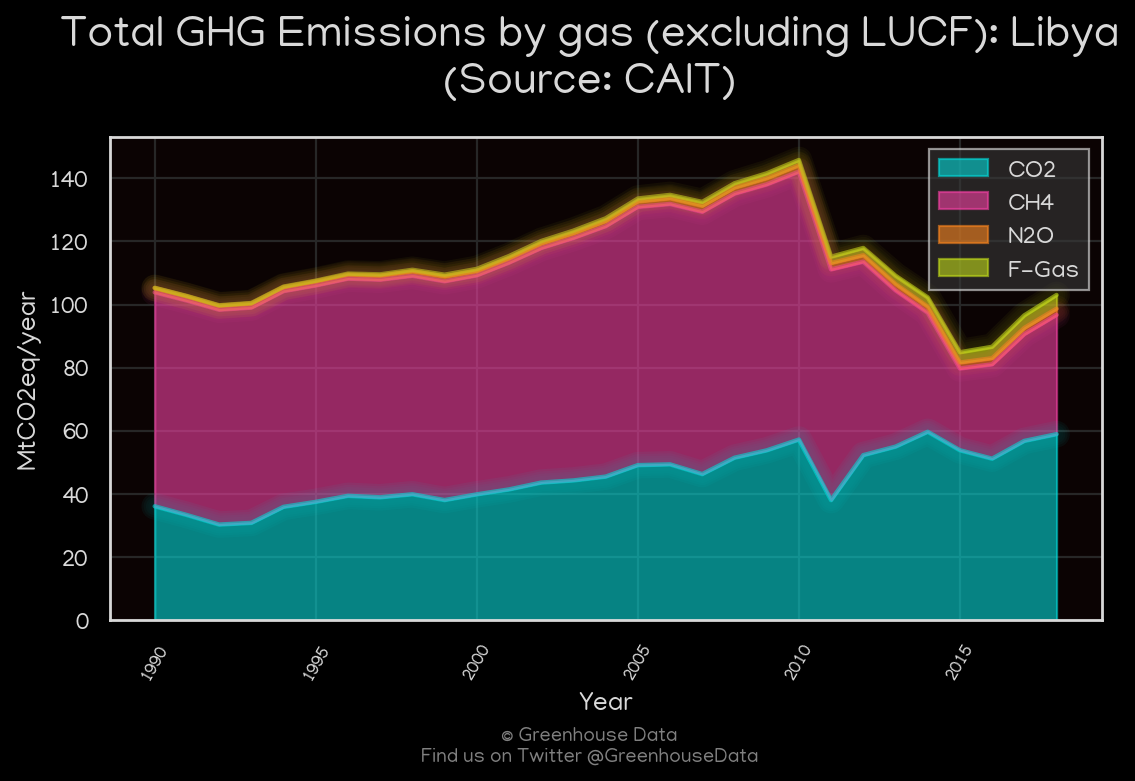 Total GHG Emissions by gas (excluding LUCF): Libya
(Source: CAIT)
CO2
CH4
N2O
F-Gas
MtCO2eq/year
140
120
100
80
60
40
20
0
1990
1995
2000
2005
2010
2015
Year
© Greenhouse Data
Find us on Twitter @GreenhouseData